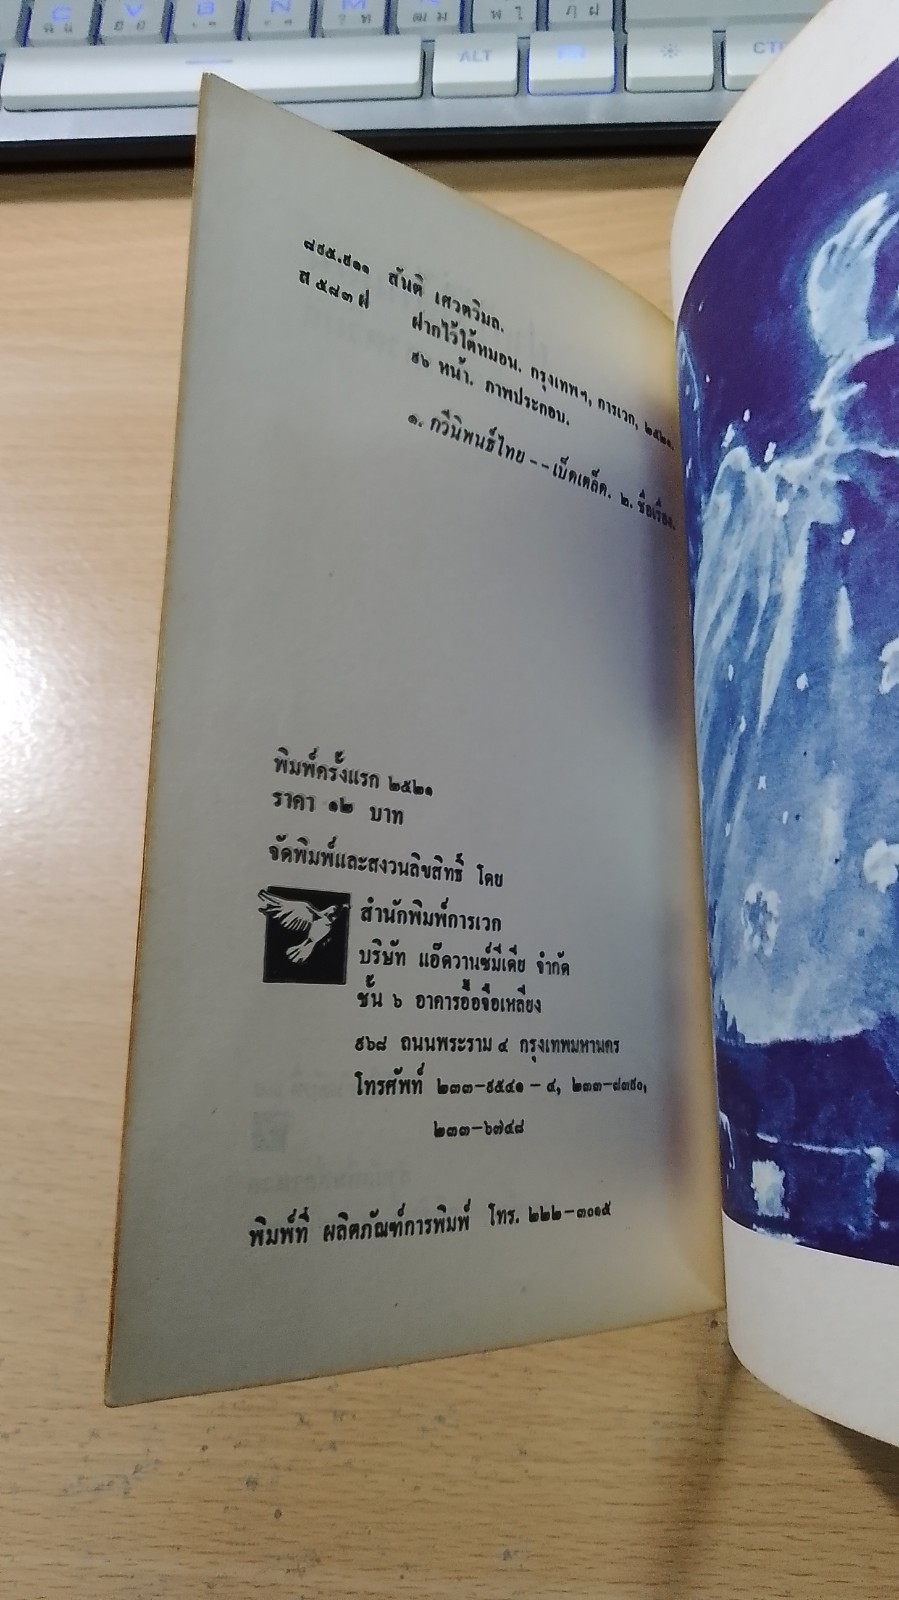 C V B N M
ALT FN CTRL
๘๙๕.๙๑๑ สันติ เศวตวิมล.
ส ๕๘๓ ฝ ฝากไว้ใต้หมอน. กรุงเทพฯ, การเวก, ๒๕๒๑.
๙๖ หน้า. ภาพประกอบ.
๑. กวีนิพนธ์ไทย -- เบ็ดเตล็ด. ๒. ชื่อเรื่อง.
พิมพ์ครั้งแรก ๒๕๒๑
ราคา ๑๒ บาท
จัดพิมพ์และสงวนลิขสิทธิ์ โดย
สำนักพิมพ์การเวก
บริษัท แอ๊ดวานซ์มีเดีย จำกัด
ชั้น ๖ อาคารอื้อจือเหลียง
๙๖๘ ถนนพระราม ๔ กรุงเทพมหานคร
โทรศัพท์ ๒๓๓-๙๕๔๑-๔, ๒๓๓-๘๓๙๐,
๒๓๓-๖๗๔๘
พิมพ์ที่ ผลิตภัณฑ์การพิมพ์ โทร. ๒๒๒-๓๐๑๕